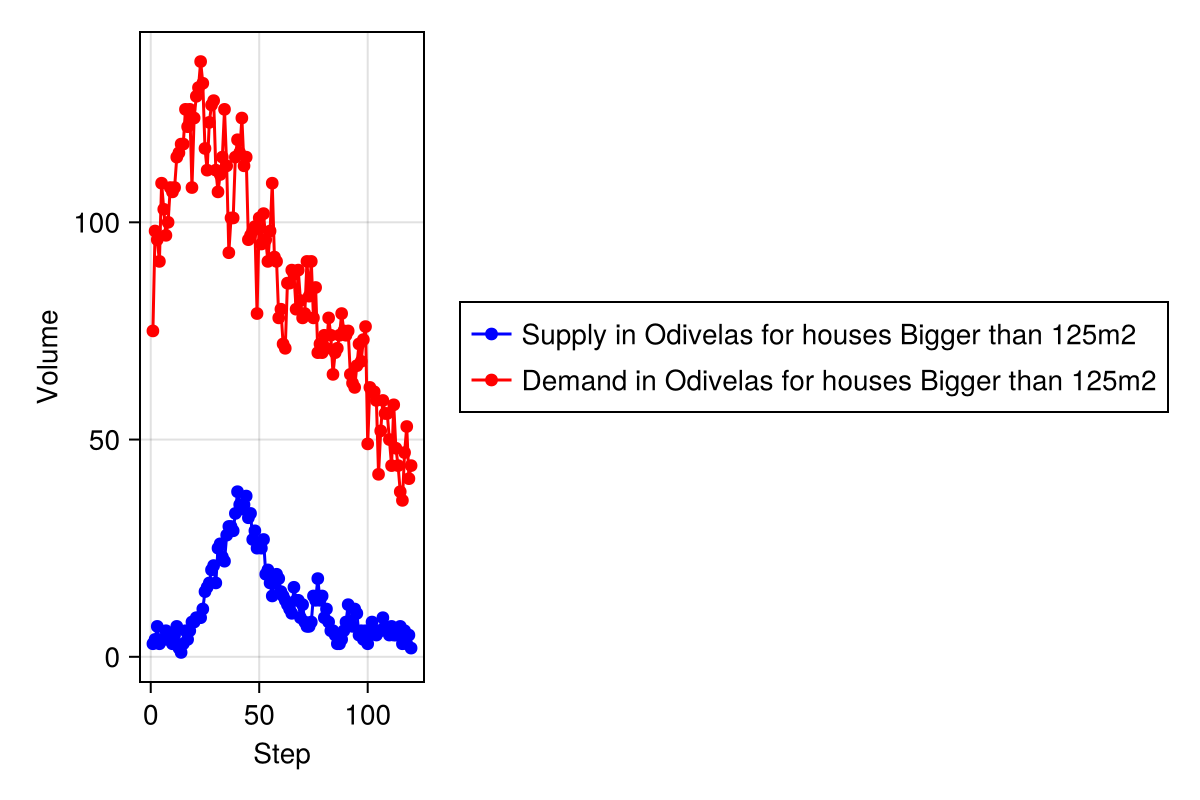 Volume
100
50
0
0 50 100
Step
Supply in Odivelas for houses Bigger than 125m2
Demand in Odivelas for houses Bigger than 125m2